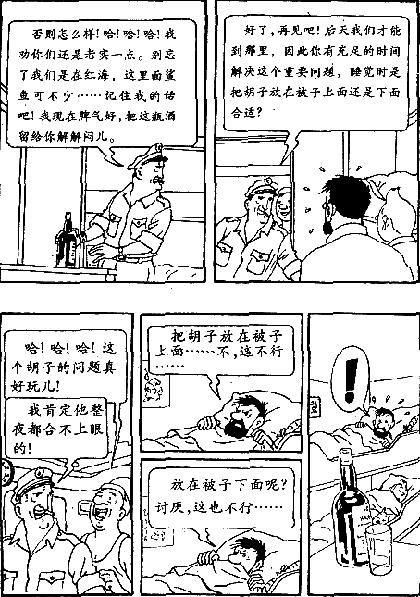 否则怎么样！哈！哈！哈！我
劝你们还是老实一点。别忘
了我们是在红海，这里面鲨
鱼可不少……记住我的话
吧！我现在脾气好，把这瓶酒
留给你解解闷儿。
好了，再见吧！后天我们才能
到那里，因此你有充足的时间
解决这个重要问题，睡觉时是
把胡子放在被子上面还是下面
合适？
哈！哈！哈！这
个胡子的问题真
好玩儿！
我肯定他整
夜都合不上眼
的！
把胡子放在被子
上面……不，这不行
……
放在被子下面呢？
讨厌，这也不行……
！